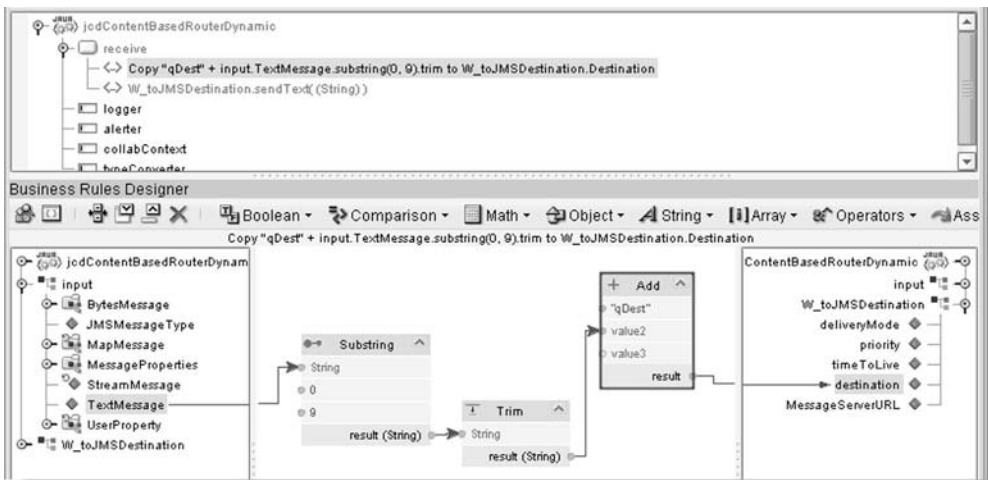 jcdContentBasedRouterDynamic
receive
Copy "qDest" + input.TextMessage.substring(0, 9).trim to W_toJMSDestination.Destination
W_toJMSDestination.sendText( (String) )
logger
alerter
collabContext
typeConverter
Business Rules Designer
Boolean Comparison Math Object String Array Operators Ass
Copy "qDest" + input.TextMessage.substring(0, 9).trim to W_toJMSDestination.Destination
jcdContentBasedRouterDynam
input
BytesMessage
JMSMessageType
MapMessage
MessageProperties
StreamMessage
TextMessage
UserProperty
W_toJMSDestination
Substring
String
0
9
result (String)
Trim
String
result (String)
Add
"qDest"
value2
value3
result
ContentBasedRouterDynamic
input
W_toJMSDestination
deliveryMode
priority
timeToLive
destination
MessageServerURL